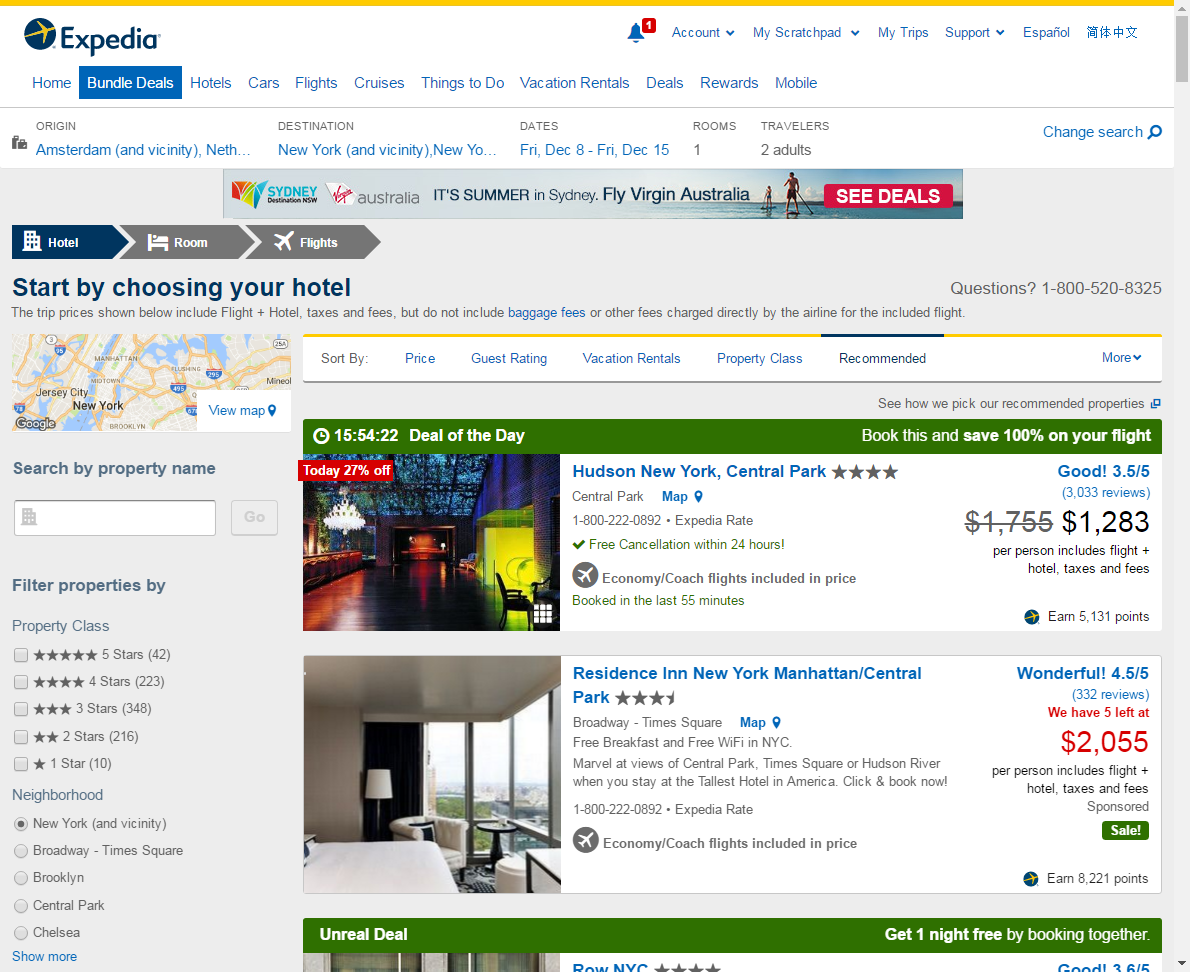 Expedia
1
Account
My Scratchpad
My Trips
Support
Español
简体中文
Home
Bundle Deals
Hotels
Cars
Flights
Cruises
Things to Do
Vacation Rentals
Deals
Rewards
Mobile
ORIGIN
Amsterdam (and vicinity), Neth...
DESTINATION
New York (and vicinity),New Yo...
DATES
Fri, Dec 8 - Fri, Dec 15
ROOMS
1
TRAVELERS
2 adults
Change search
SYDNEY
Destination NSW
Virgin australia
IT'S SUMMER in Sydney. Fly Virgin Australia
SEE DEALS
Hotel
Room
Flights
Start by choosing your hotel
Questions? 1-800-520-8325
The trip prices shown below include Flight + Hotel, taxes and fees, but do not include baggage fees or other fees charged directly by the airline for the included flight.
3
95
25A
MANHATTAN
FLUSHING
295
MIDTOWN
495
Mineol
Jersey City
New York
78
Google
BROOKLYN
View map
Sort By:
Price
Guest Rating
Vacation Rentals
Property Class
Recommended
More
See how we pick our recommended properties
Search by property name
Go
Filter properties by
Property Class
★★★★★ 5 Stars (42)
★★★★ 4 Stars (223)
★★★ 3 Stars (348)
★★ 2 Stars (216)
★ 1 Star (10)
Neighborhood
New York (and vicinity)
Broadway - Times Square
Brooklyn
Central Park
Chelsea
Show more
15:54:22 Deal of the Day
Book this and save 100% on your flight
Today 27% off
Hudson New York, Central Park ★★★★
Central Park
Map
1-800-222-0892 • Expedia Rate
Free Cancellation within 24 hours!
Economy/Coach flights included in price
Booked in the last 55 minutes
Good! 3.5/5
(3,033 reviews)
$1,755 $1,283
per person includes flight +
hotel, taxes and fees
Earn 5,131 points
Residence Inn New York Manhattan/Central
Park
Broadway - Times Square
Map
Free Breakfast and Free WiFi in NYC.
Marvel at views of Central Park, Times Square or Hudson River
when you stay at the Tallest Hotel in America. Click & book now!
1-800-222-0892 • Expedia Rate
Economy/Coach flights included in price
Wonderful! 4.5/5
(332 reviews)
We have 5 left at
$2,055
per person includes flight +
hotel, taxes and fees
Sponsored
Sale!
Earn 8,221 points
Unreal Deal
Get 1 night free by booking together.
Row NYC ★★★★
Good! 3.6/5